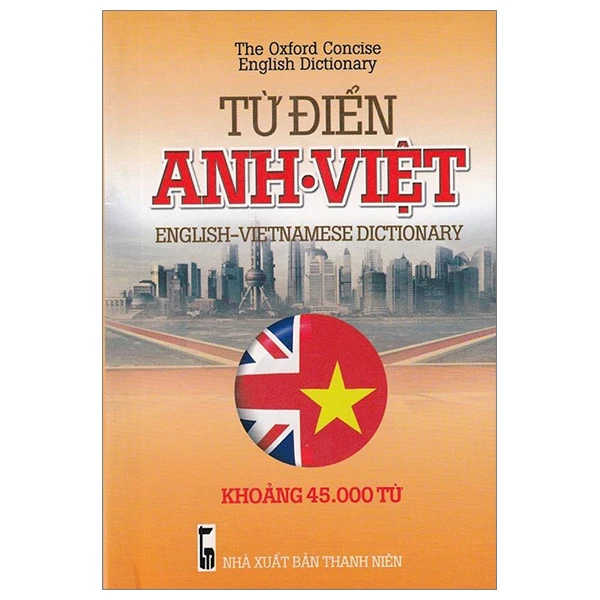 The Oxford Concise
English Dictionary
TỪ ĐIỂN
ANH•VIỆT
ENGLISH-VIETNAMESE DICTIONARY
KHOẢNG 45.000 TỪ
NHÀ XUẤT BẢN THANH NIÊN